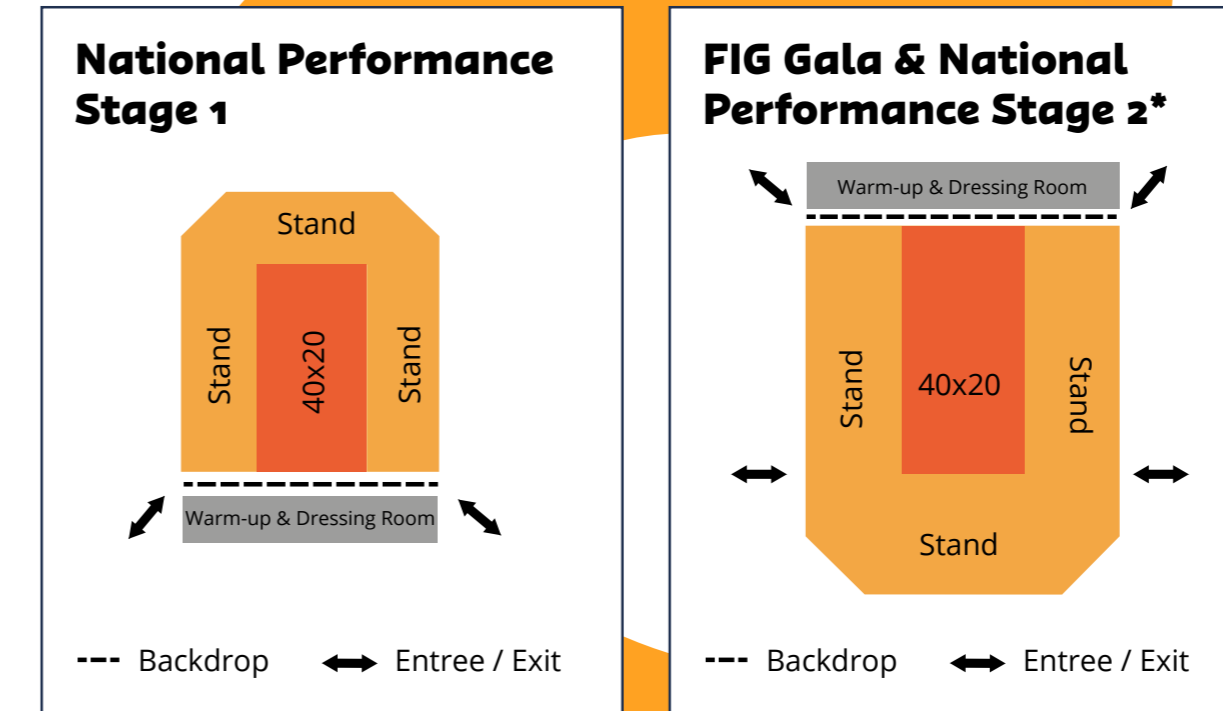 National Performance
Stage 1
Stand
Stand
40x20
Stand
Warm-up & Dressing Room
Backdrop
Entree / Exit
FIG Gala & National
Performance Stage 2*
Warm-up & Dressing Room
Stand
40x20
Stand
Stand
Backdrop
Entree / Exit